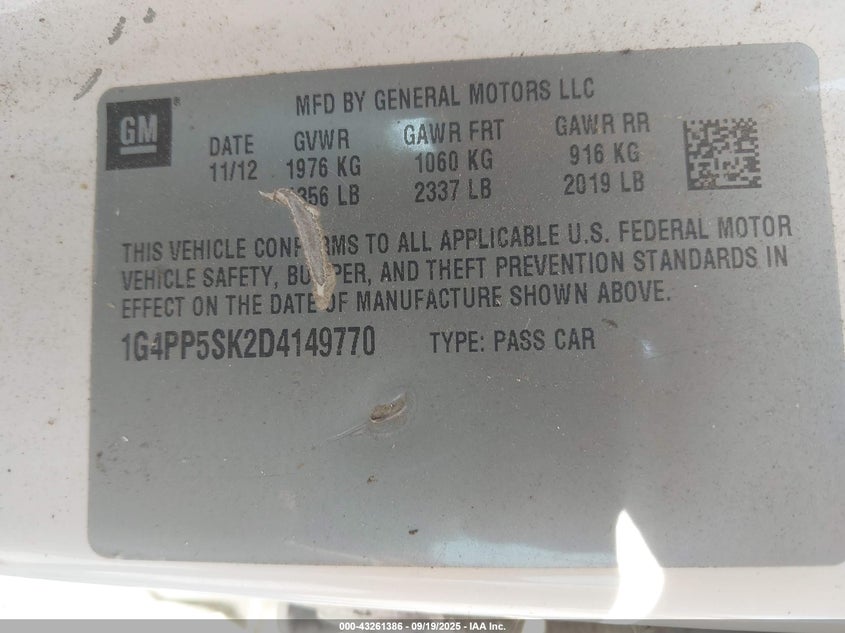 MFD BY GENERAL MOTORS LLC
GM®
DATE GVWR GAWR FRT GAWR RR
11/12 1976 KG 1060 KG 916 KG
356 LB 2337 LB 2019 LB
THIS VEHICLE CONF RMS TO ALL APPLICABLE U.S. FEDERAL MOTOR
VEHICLE SAFETY, BU PER, AND THEFT PREVENTION STANDARDS IN
EFFECT ON THE DATE OF MANUFACTURE SHOWN ABOVE.
1G4PP5SK2D4149770 TYPE: PASS CAR
000-43261386 - 09/19/2025 - IAA Inc.